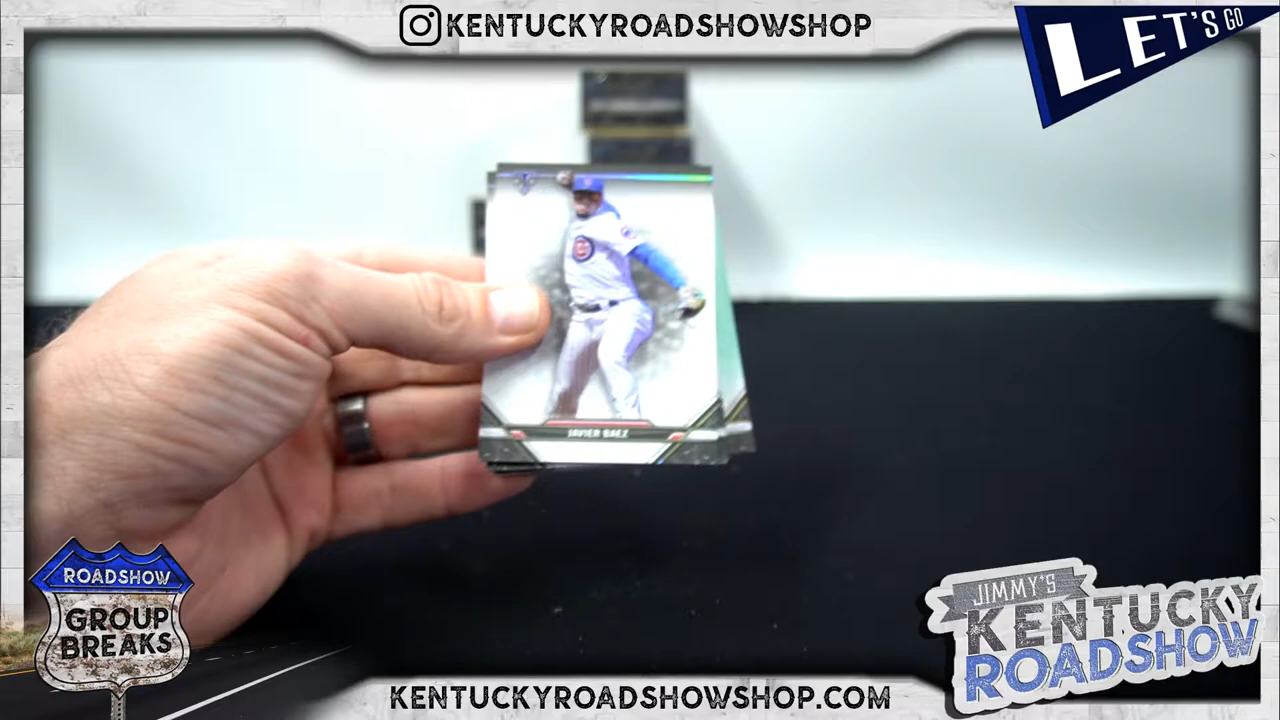 KENTUCKYROADSHOWSHOP
LET'S GO
JAVIER BAEZ
ROADSHOW
GROUP
BREAKS
JIMMY'S
KENTUCKY
ROADSHOW
KENTUCKYROADSHOWSHOP.COM